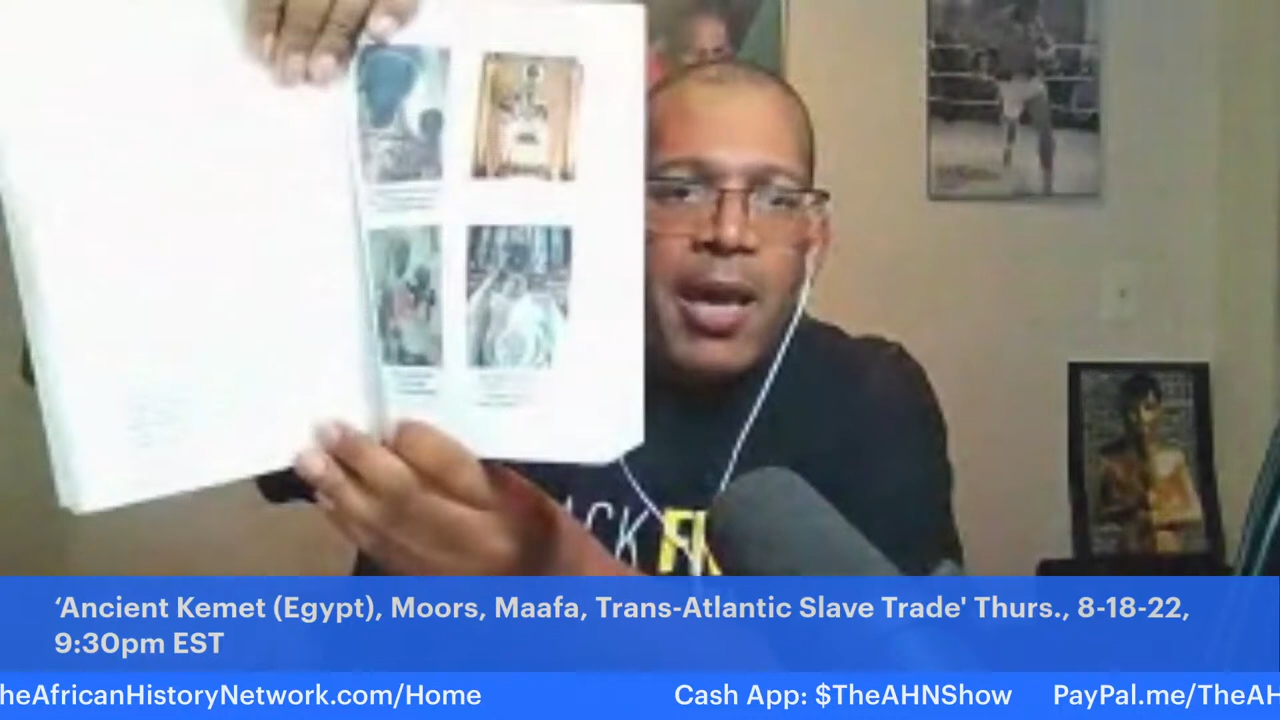 ACK F
‘Ancient Kemet (Egypt), Moors, Maafa, Trans-Atlantic Slave Trade' Thurs., 8-18-22,
9:30pm EST
heAfricanHistoryNetwork.com/Home Cash App: $TheAHNShow PayPal.me/TheAH